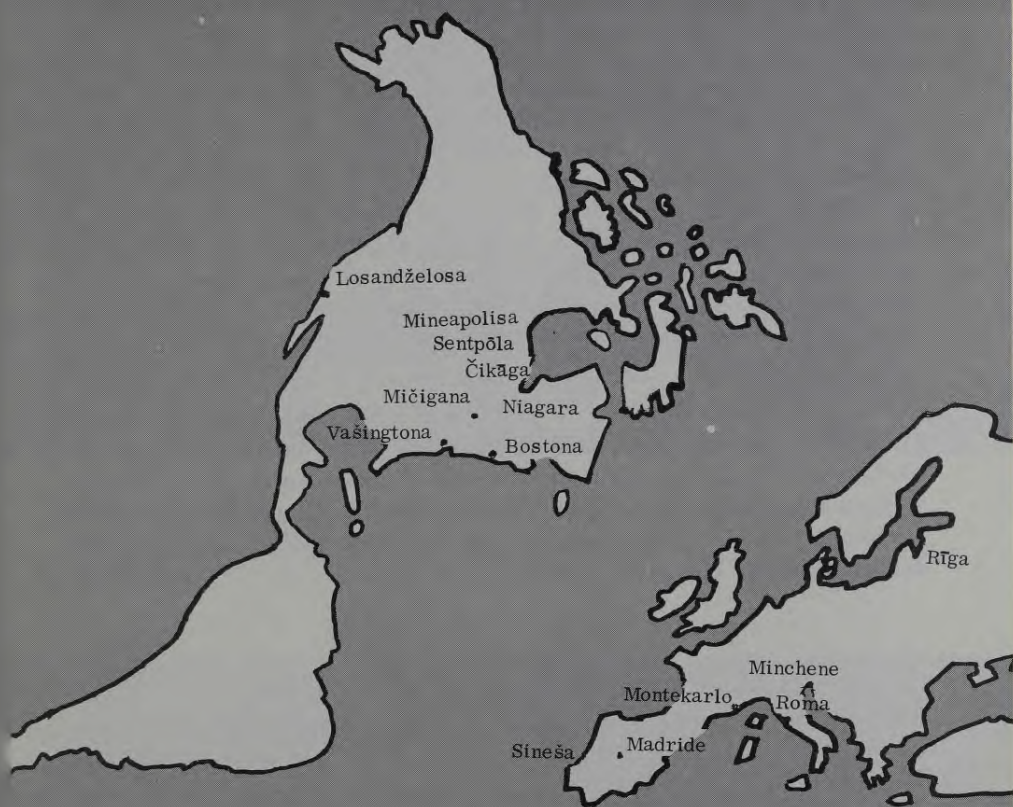 Losandželosa
Mineapolisa
Sentpōla
Čikāga
Mičigana
Niagara
Vašingtona
Bostona
Rīga
Minchene
Montekarlo
Roma
Sineša
Madride